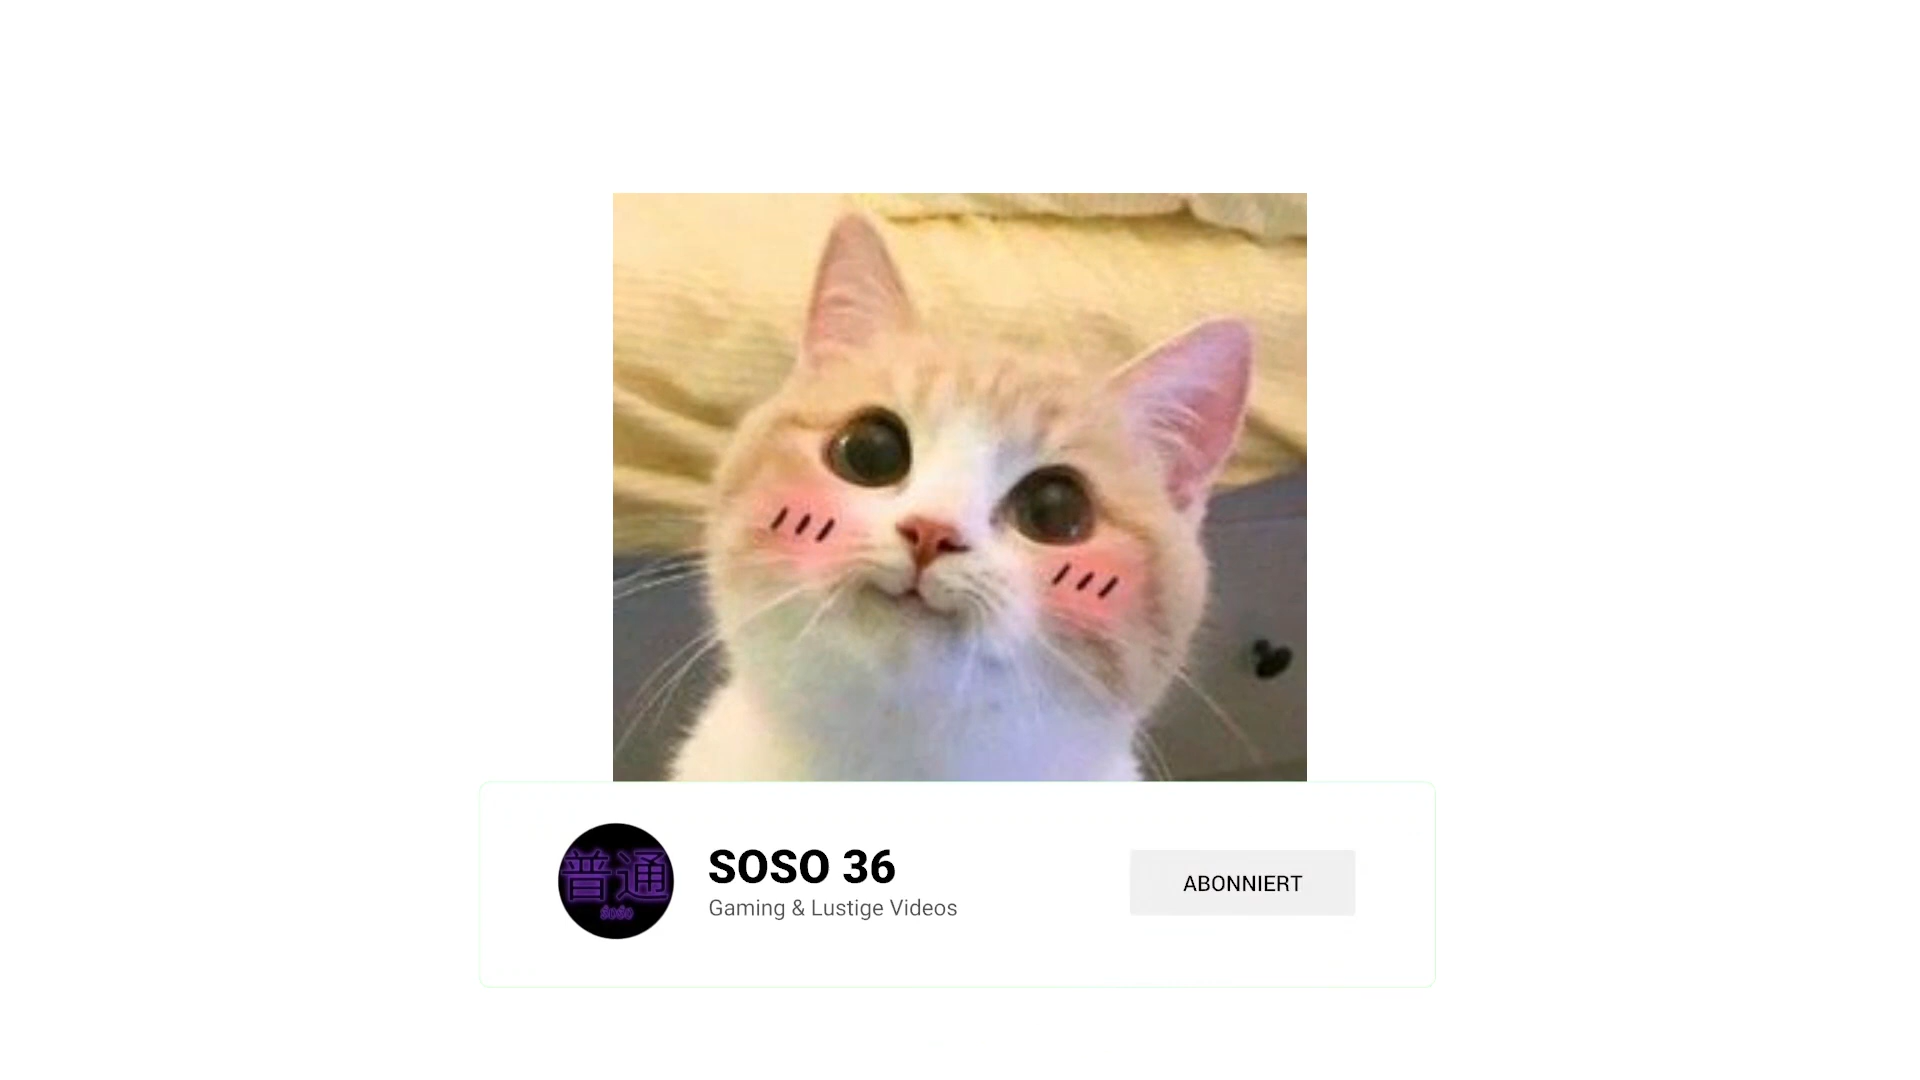 普通
SOSO
SOSO 36
Gaming & Lustige Videos
ABONNIERT